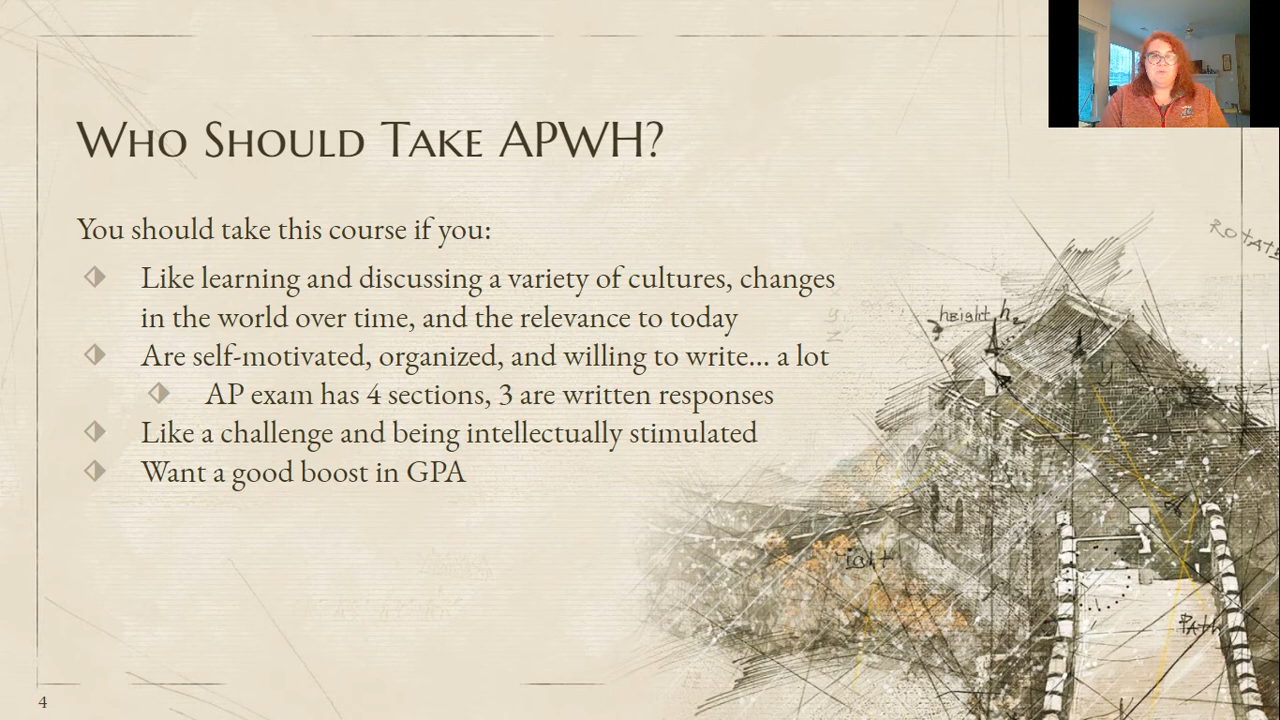 Who Should Take APWH?
You should take this course if you:
Like learning and discussing a variety of cultures, changes
in the world over time, and the relevance to today
Are self-motivated, organized, and willing to write... a lot
AP exam has 4 sections, 3 are written responses
Like a challenge and being intellectually stimulated
Want a good boost in GPA
height h2
Path
4